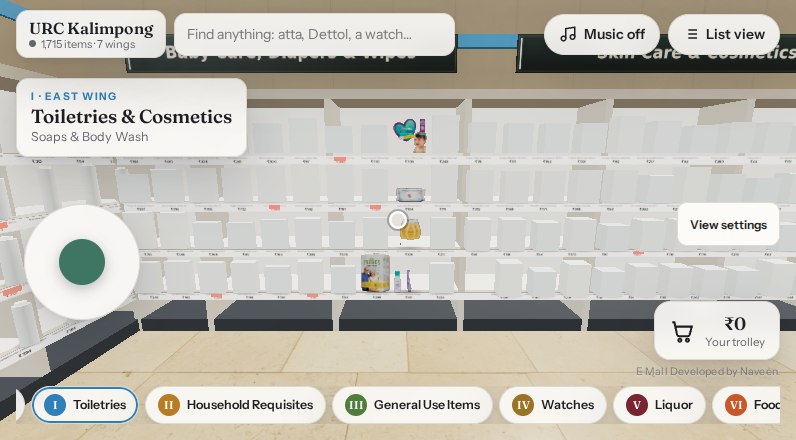 URC Kalimpong
1,715 items · 7 wings
Find anything: atta, Dettol, a watch...
Music off
List view
Baby Care, Diapers & Wipes
Skin Care & Cosmetics
I · EAST WING
Toiletries & Cosmetics
Soaps & Body Wash
View settings
₹0
Your trolley
E Mall Developed by Naveen.
I Toiletries
II Household Requisites
III General Use Items
IV Watches
V Liquor
VI Food